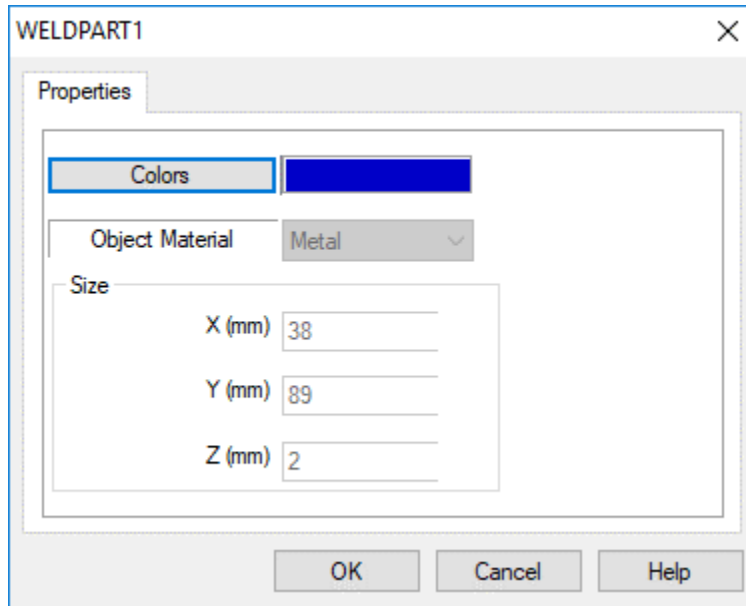 WELDPART1
Properties
Colors
Object Material Metal
Size
X (mm) 38
Y (mm) 89
Z (mm) 2
OK Cancel Help